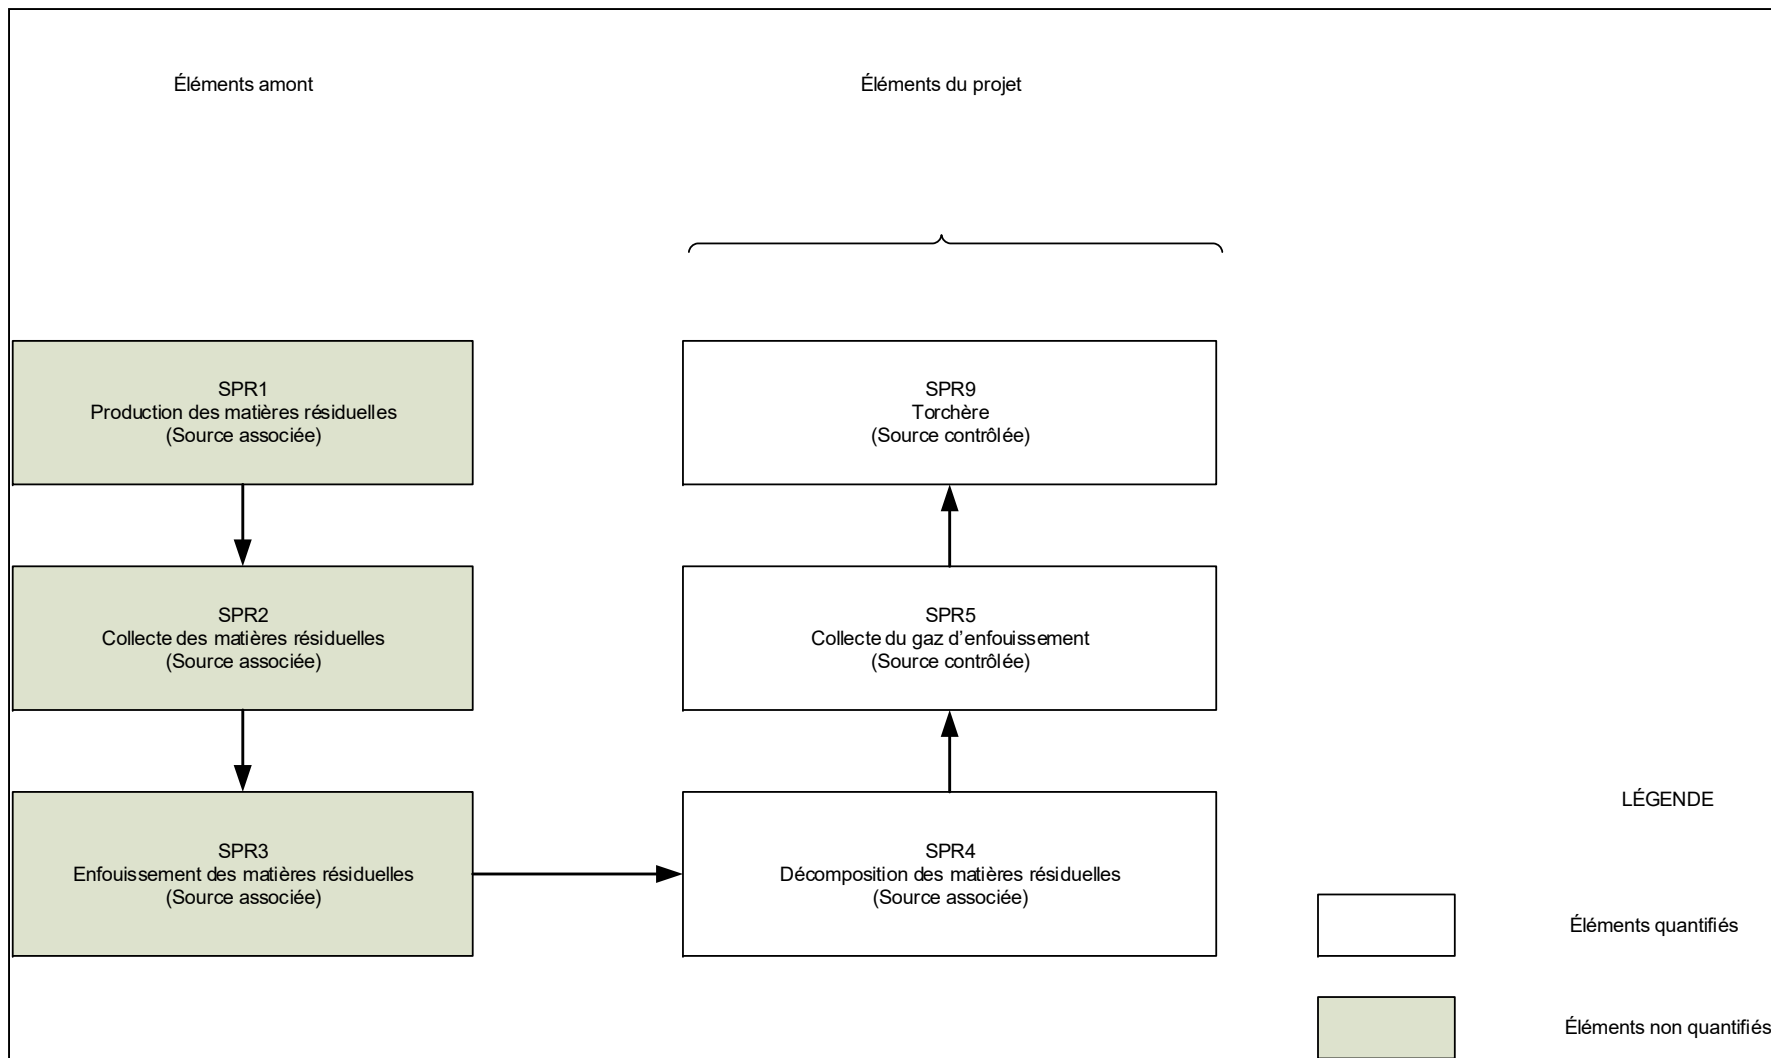 Éléments amont
Éléments du projet
SPR1
Production des matières résiduelles
(Source associée)
SPR9
Torchère
(Source contrôlée)
SPR2
Collecte des matières résiduelles
(Source associée)
SPR5
Collecte du gaz d’enfouissement
(Source contrôlée)
SPR3
Enfouissement des matières résiduelles
(Source associée)
SPR4
Décomposition des matières résiduelles
(Source associée)
LÉGENDE
Éléments quantifiés
Éléments non quantifiés